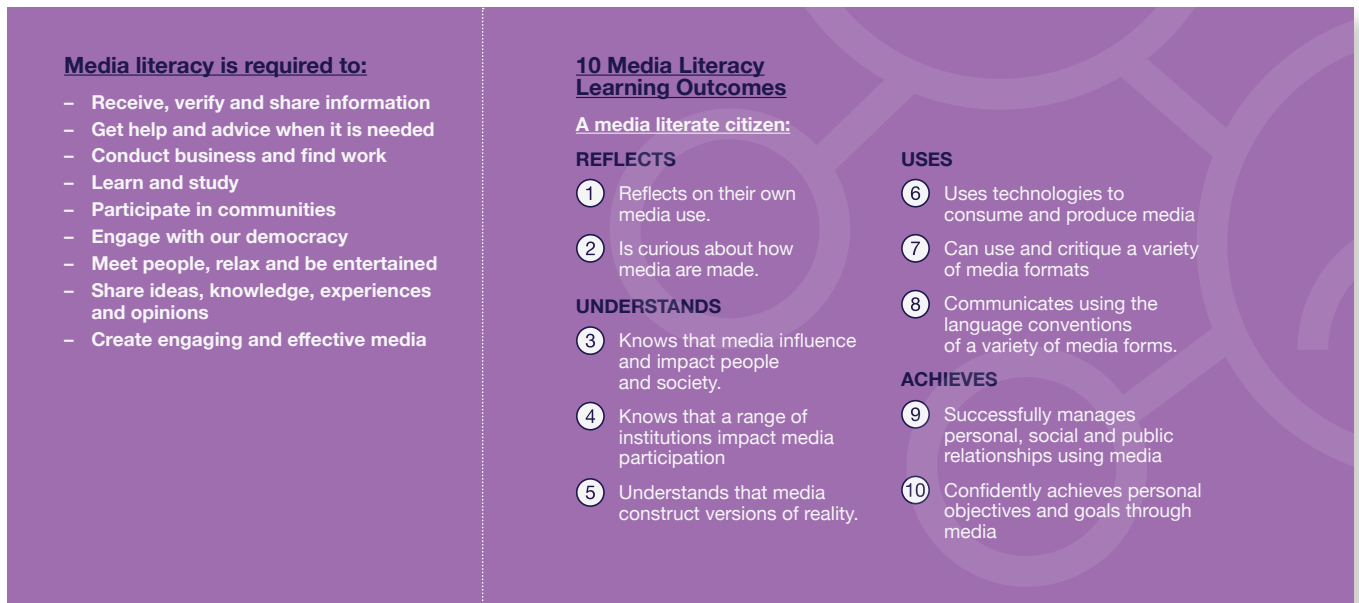 Media literacy is required to:
– Receive, verify and share information
– Get help and advice when it is needed
– Conduct business and find work
– Learn and study
– Participate in communities
– Engage with our democracy
– Meet people, relax and be entertained
– Share ideas, knowledge, experiences
and opinions
– Create engaging and effective media
10 Media Literacy
Learning Outcomes
A media literate citizen:
REFLECTS
1 Reflects on their own
media use.
2 Is curious about how
media are made.
UNDERSTANDS
3 Knows that media influence
and impact people
and society.
4 Knows that a range of
institutions impact media
participation
5 Understands that media
construct versions of reality.
USES
6 Uses technologies to
consume and produce media
7 Can use and critique a variety
of media formats
8 Communicates using the
language conventions
of a variety of media forms.
ACHIEVES
9 Successfully manages
personal, social and public
relationships using media
10 Confidently achieves personal
objectives and goals through
media